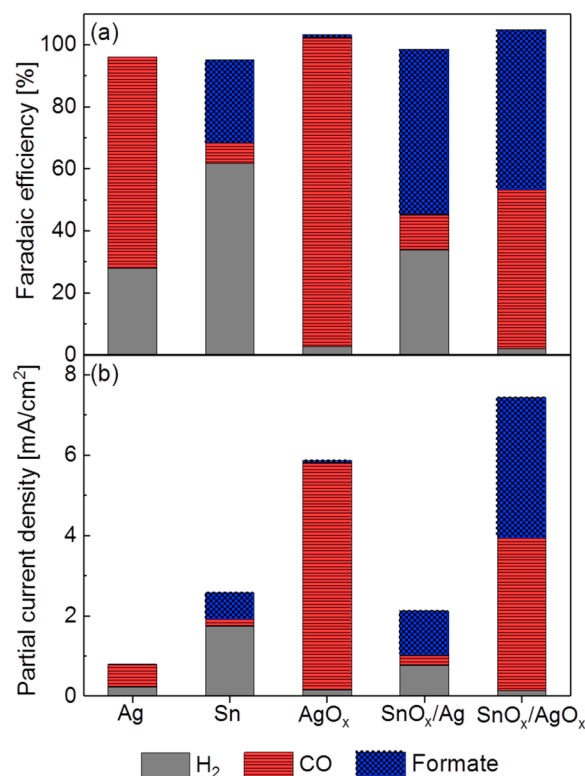 (a)
Faradaic efficiency [%]
100
80
60
40
20
0
(b)
Partial current density [mA/cm²]
8
6
4
2
0
Ag Sn AgOₓ SnOₓ/Ag SnOₓ/AgOₓ
H₂ CO Formate